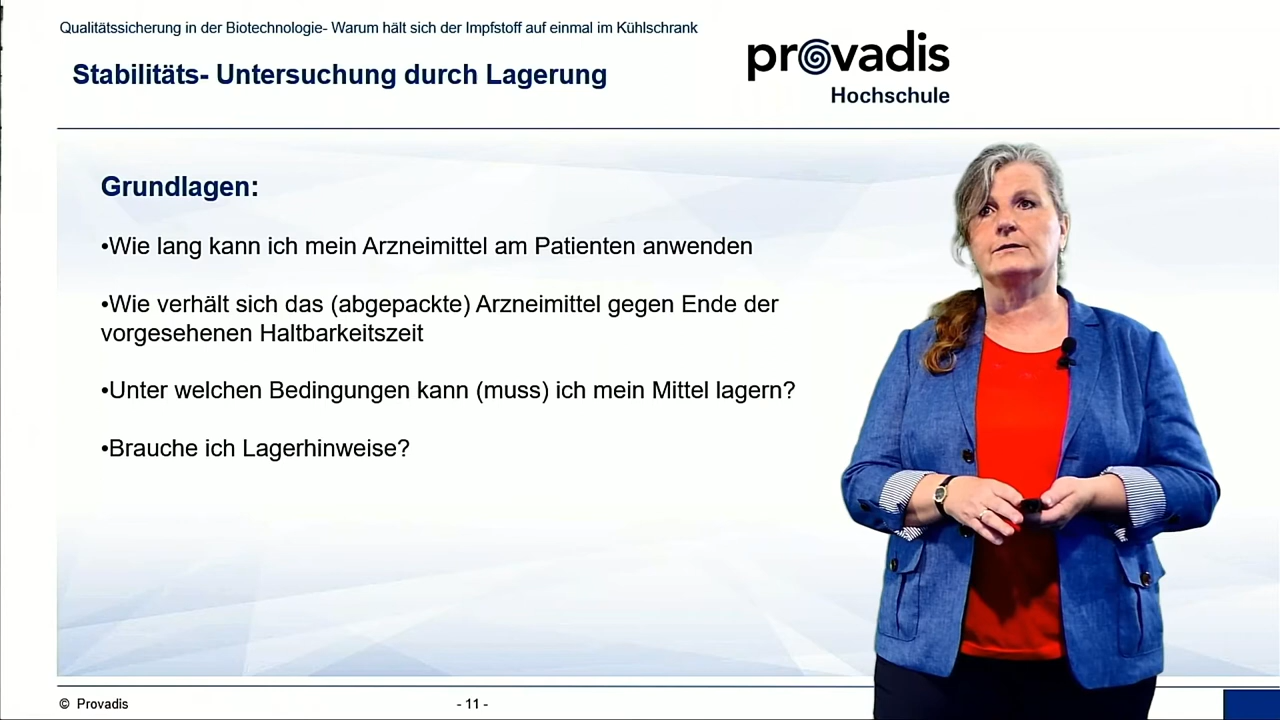 Qualitätssicherung in der Biotechnologie- Warum hält sich der Impfstoff auf einmal im Kühlschrank
Stabilitäts- Untersuchung durch Lagerung
provadis
Hochschule
Grundlagen:
•Wie lang kann ich mein Arzneimittel am Patienten anwenden
•Wie verhält sich das (abgepackte) Arzneimittel gegen Ende der
vorgesehenen Haltbarkeitszeit
•Unter welchen Bedingungen kann (muss) ich mein Mittel lagern?
•Brauche ich Lagerhinweise?
© Provadis
- 11 -